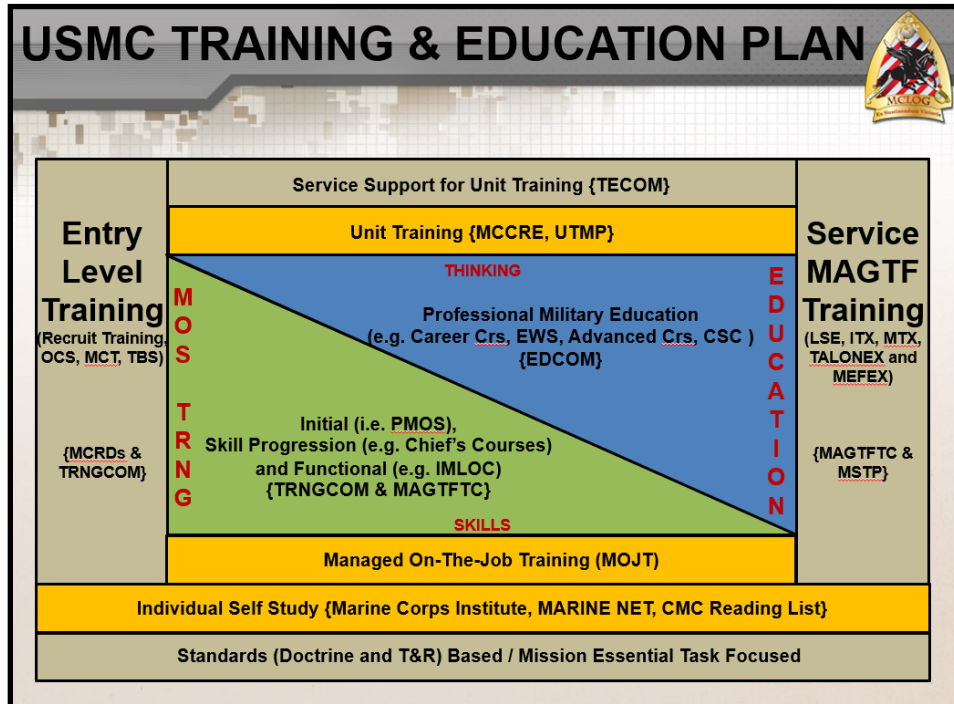 USMC TRAINING & EDUCATION PLAN
MCLOG
Service Support for Unit Training {TECOM}
Unit Training {MCCRE, UTMP}
Entry
Level
Training
(Recruit Training,
OCS, MCT, TBS)
{MCRDs &
TRNGCOM}
MOS TRNG
THINKING
Professional Military Education
(e.g. Career Crs, EWS, Advanced Crs, CSC )
{EDCOM}
EDUCATION
Initial (i.e. PMOS),
Skill Progression (e.g. Chief's Courses)
and Functional (e.g. IMLOC)
{TRNGCOM & MAGTFTC}
SKILLS
Service
MAGTF
Training
(LSE, ITX, MTX,
TALONEX and
MEFEX)
{MAGTFTC &
MSTP}
Managed On-The-Job Training (MOJT)
Individual Self Study {Marine Corps Institute, MARINE NET, CMC Reading List}
Standards (Doctrine and T&R) Based / Mission Essential Task Focused